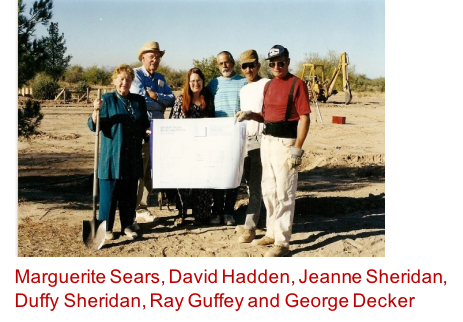 Marguerite Sears, David Hadden, Jeanne Sheridan,
Duffy Sheridan, Ray Guffey and George Decker